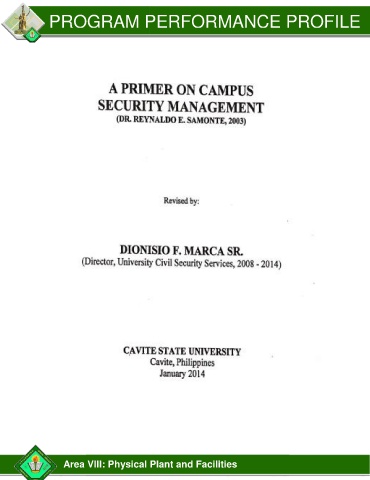 PROGRAM PERFORMANCE PROFILE
A PRIMER ON CAMPUS
SECURITY MANAGEMENT
(DR. REYNALDO E. SAMONTE, 2003)
Revised by:
DIONISIO F. MARCA SR.
(Director, University Civil Security Services, 2008 - 2014)
CAVITE STATE UNIVERSITY
Cavite, Philippines
January 2014
Area VIII: Physical Plant and Facilities